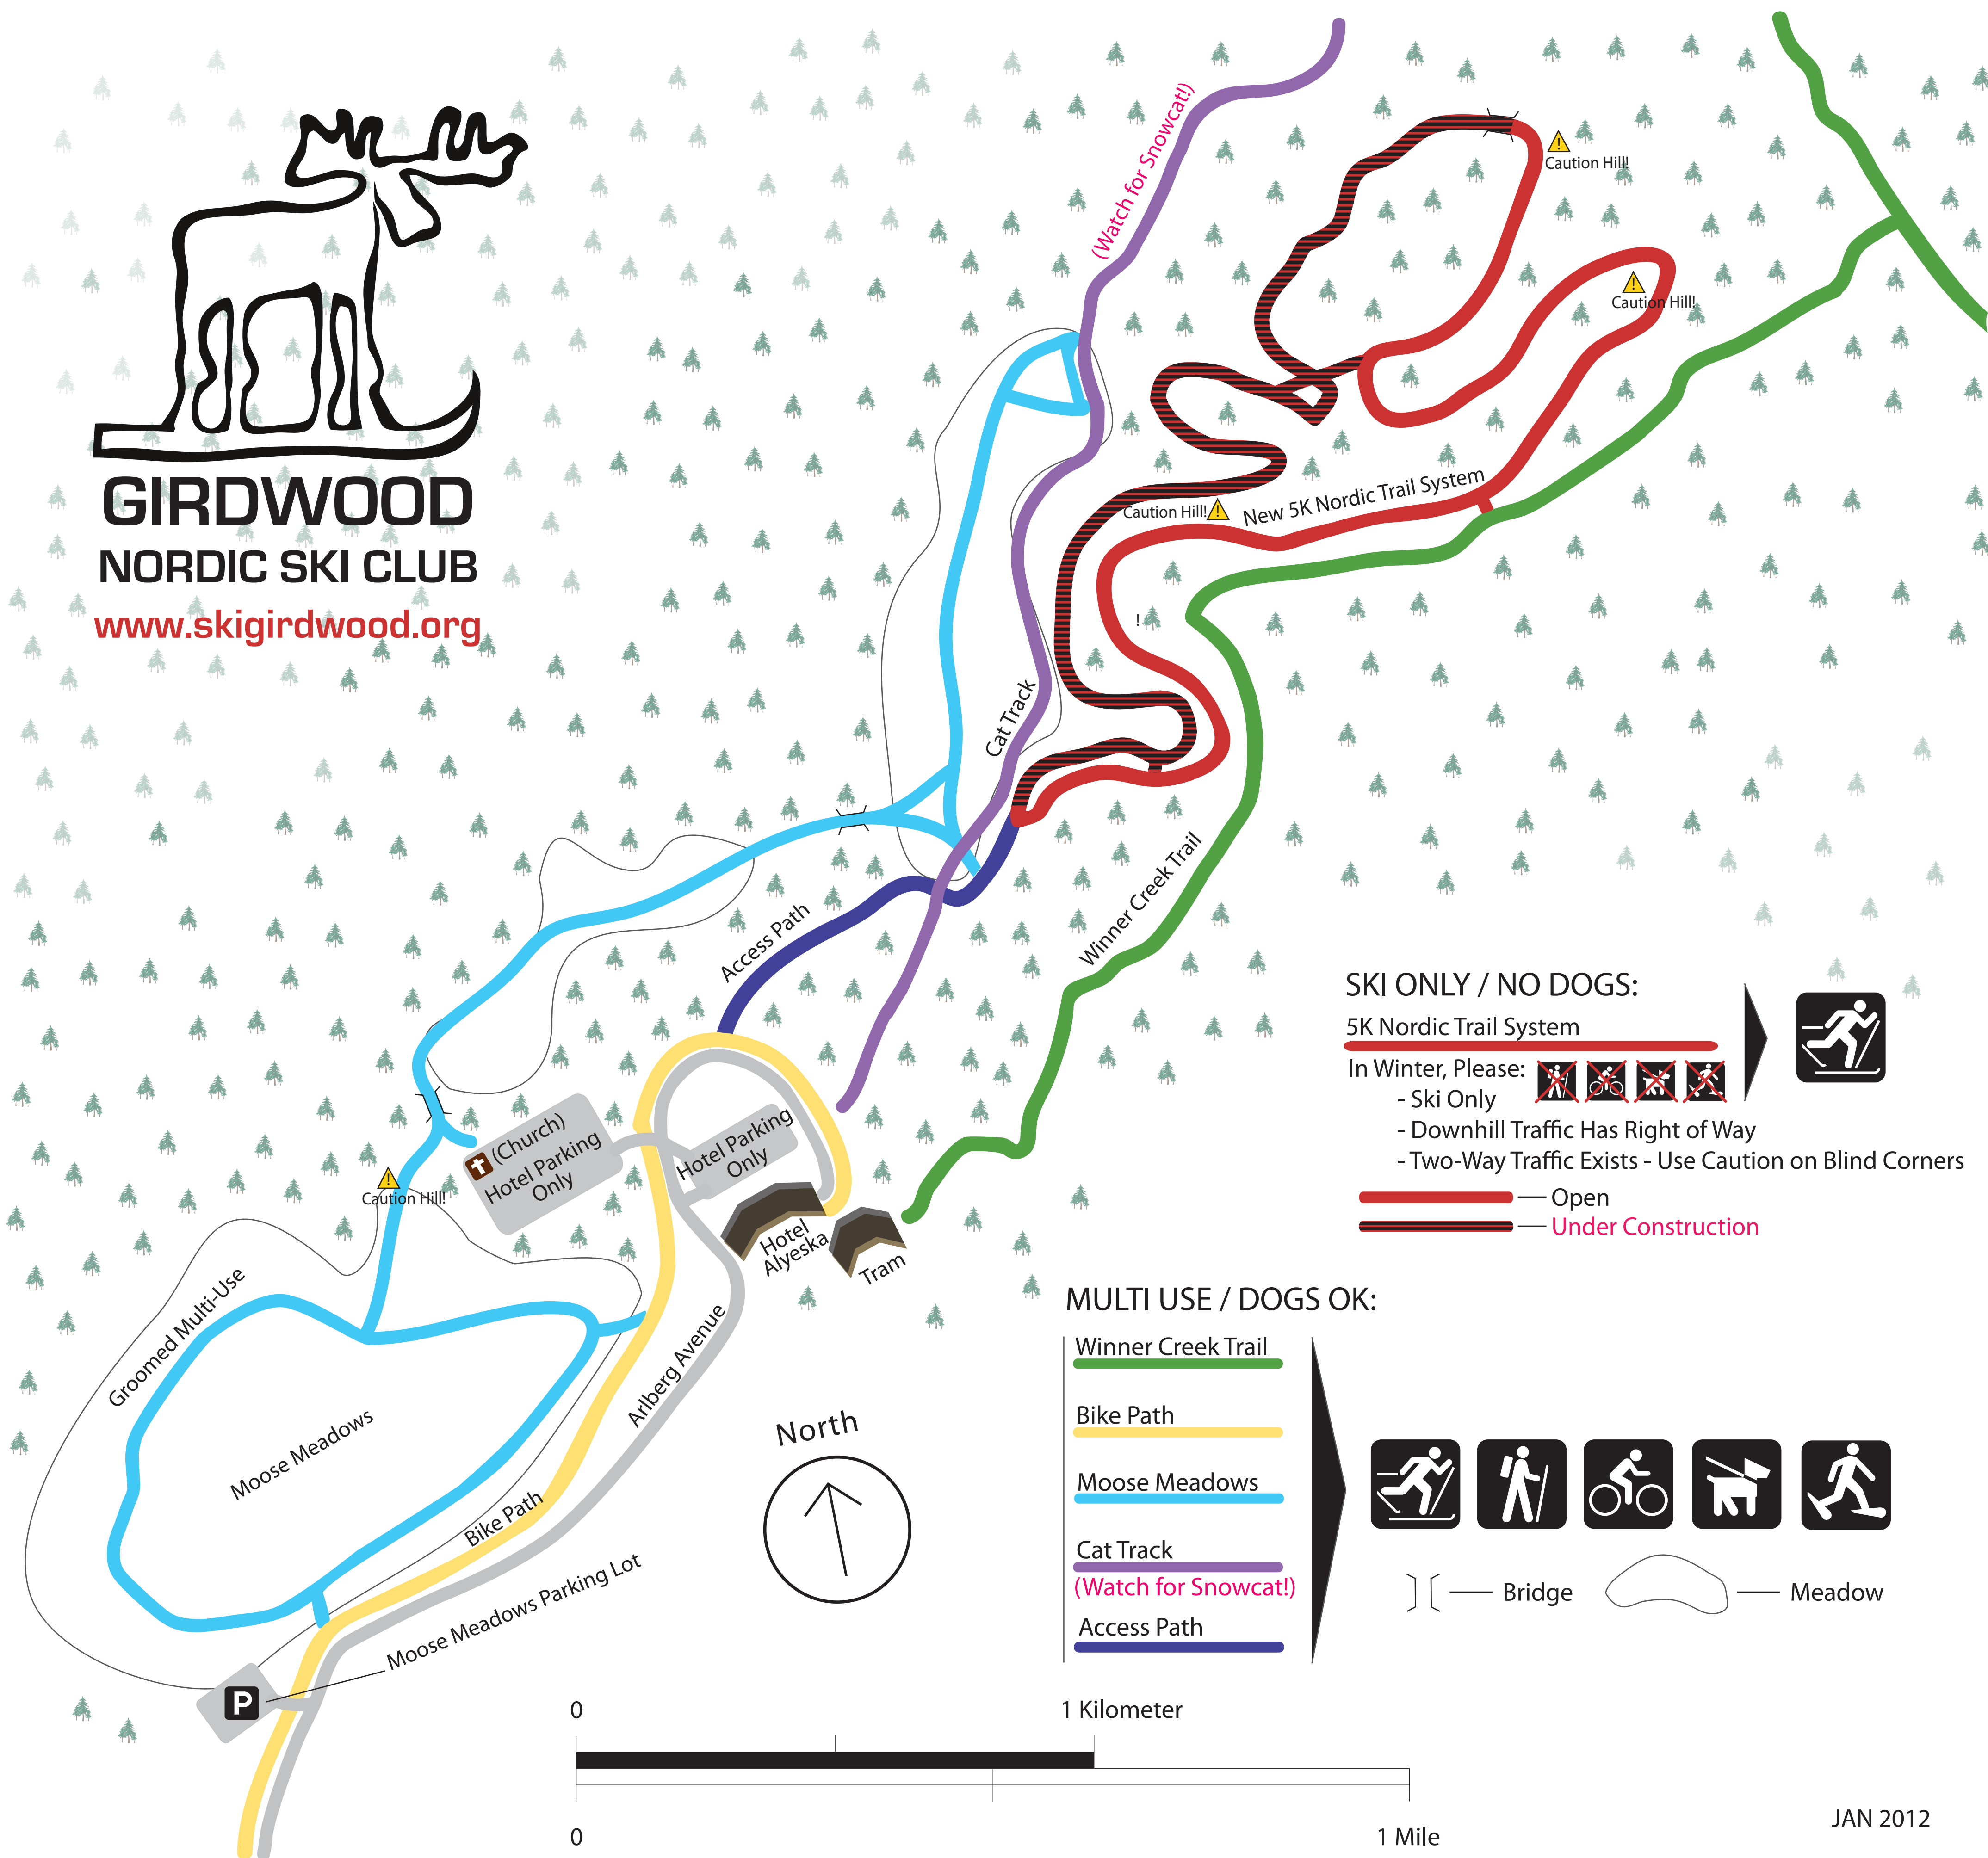 GIRDWOOD
NORDIC SKI CLUB
www.skigirdwood.org
(Watch for Snowcat!)
Caution Hill!
Caution Hill!
Caution Hill!
New 5K Nordic Trail System
!
Cat Track
Winner Creek Trail
Access Path
(Church)
Hotel Parking
Only
Hotel Parking
Only
Caution Hill!
Hotel
Alyeska
Tram
Groomed Multi-Use
Moose Meadows
Arlberg Avenue
Bike Path
Moose Meadows Parking Lot
P
North
SKI ONLY / NO DOGS:
5K Nordic Trail System
In Winter, Please:
- Ski Only
- Downhill Traffic Has Right of Way
- Two-Way Traffic Exists - Use Caution on Blind Corners
Open
Under Construction
MULTI USE / DOGS OK:
Winner Creek Trail
Bike Path
Moose Meadows
Cat Track
(Watch for Snowcat!)
Access Path
Bridge
Meadow
0
1 Kilometer
0
1 Mile
JAN 2012